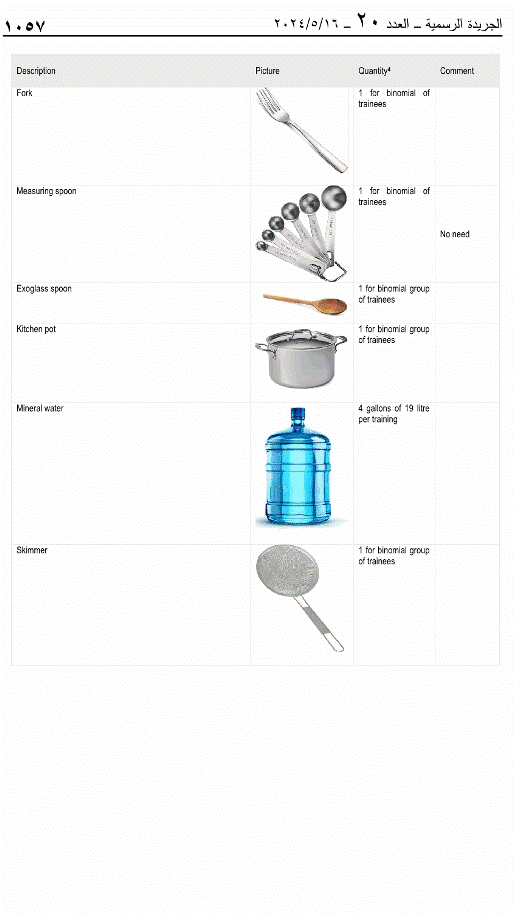 الجريدة الرسمية – العدد ٢٠ – ٢٠٢٤/٥/١٦
١٠٥٧
Description Picture Quantity⁴ Comment
Fork 1 for binomial of
trainees
Measuring spoon 1 for binomial of
trainees
No need
Exoglass spoon 1 for binomial group
of trainees
Kitchen pot 1 for binomial group
of trainees
Mineral water 4 gallons of 19 litre
per training
Skimmer 1 for binomial group
of trainees